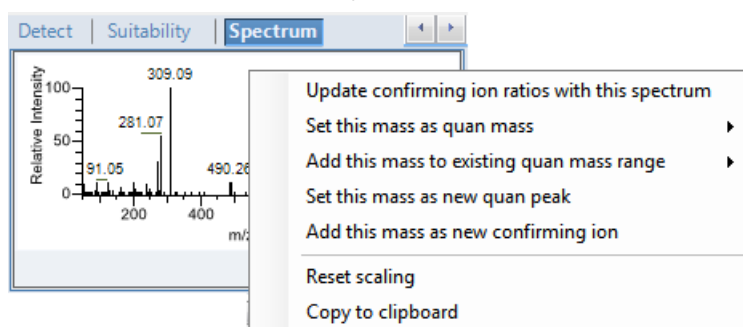 Detect Suitability Spectrum
Relative Intensity
100
50
0
309.09
281.07
91.05
490.26
200 400
m/z
Update confirming ion ratios with this spectrum
Set this mass as quan mass
Add this mass to existing quan mass range
Set this mass as new quan peak
Add this mass as new confirming ion
Reset scaling
Copy to clipboard